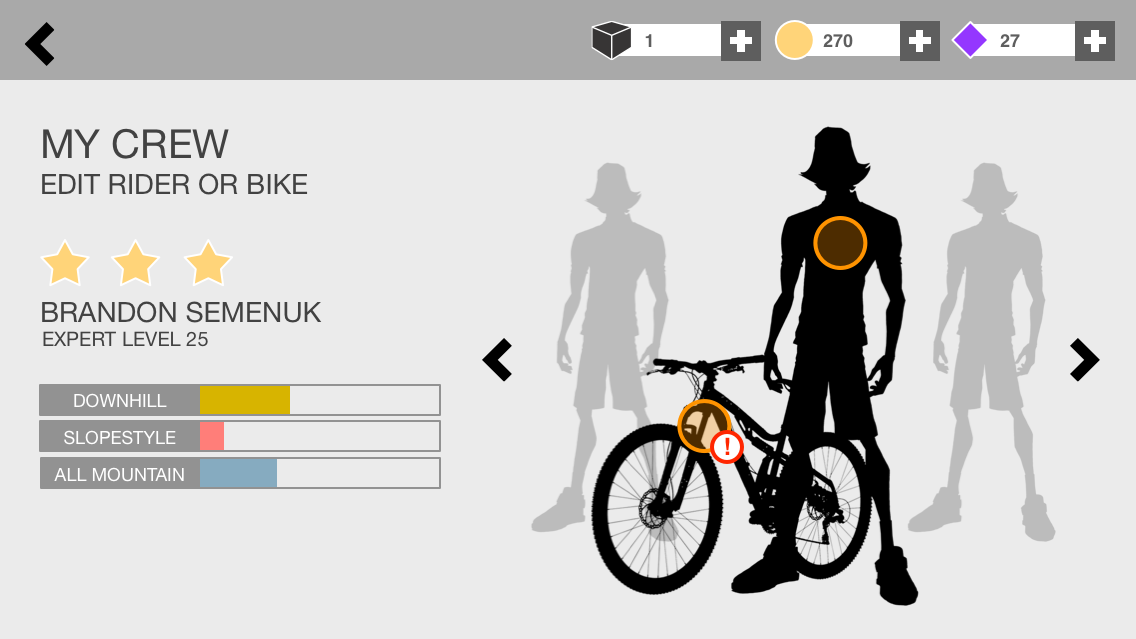 1
270
27
MY CREW
EDIT RIDER OR BIKE
BRANDON SEMENUK
EXPERT LEVEL 25
DOWNHILL
SLOPESTYLE
ALL MOUNTAIN
!